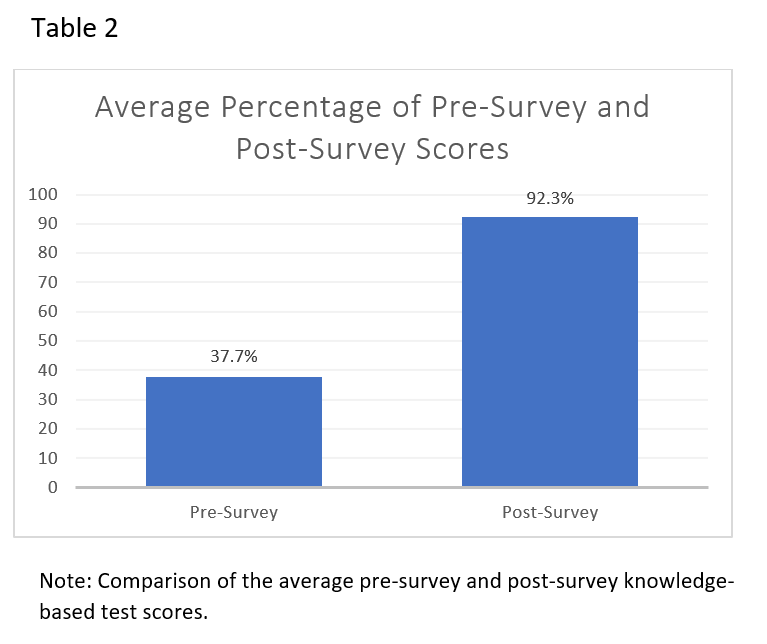 Table 2
Average Percentage of Pre-Survey and
Post-Survey Scores
100
90
80
70
60
50
40
30
20
10
0
37.7%
92.3%
Pre-Survey
Post-Survey
Note: Comparison of the average pre-survey and post-survey knowledge-
based test scores.